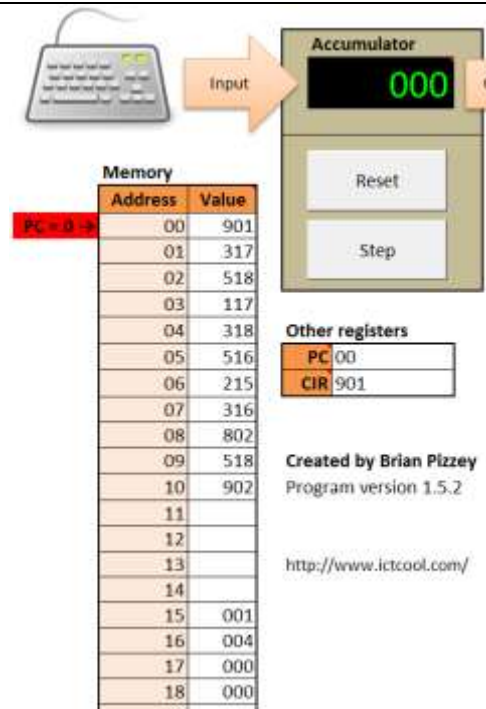 Accumulator
Input
000
Reset
Step
Memory
Address Value
PC = 0 → 00 901
01 317
02 518
03 117
04 318
05 516
06 215
07 316
08 802
09 518
10 902
11
12
13
14
15 001
16 004
17 000
18 000
Other registers
PC 00
CIR 901
Created by Brian Pizzey
Program version 1.5.2
http://www.ictcool.com/